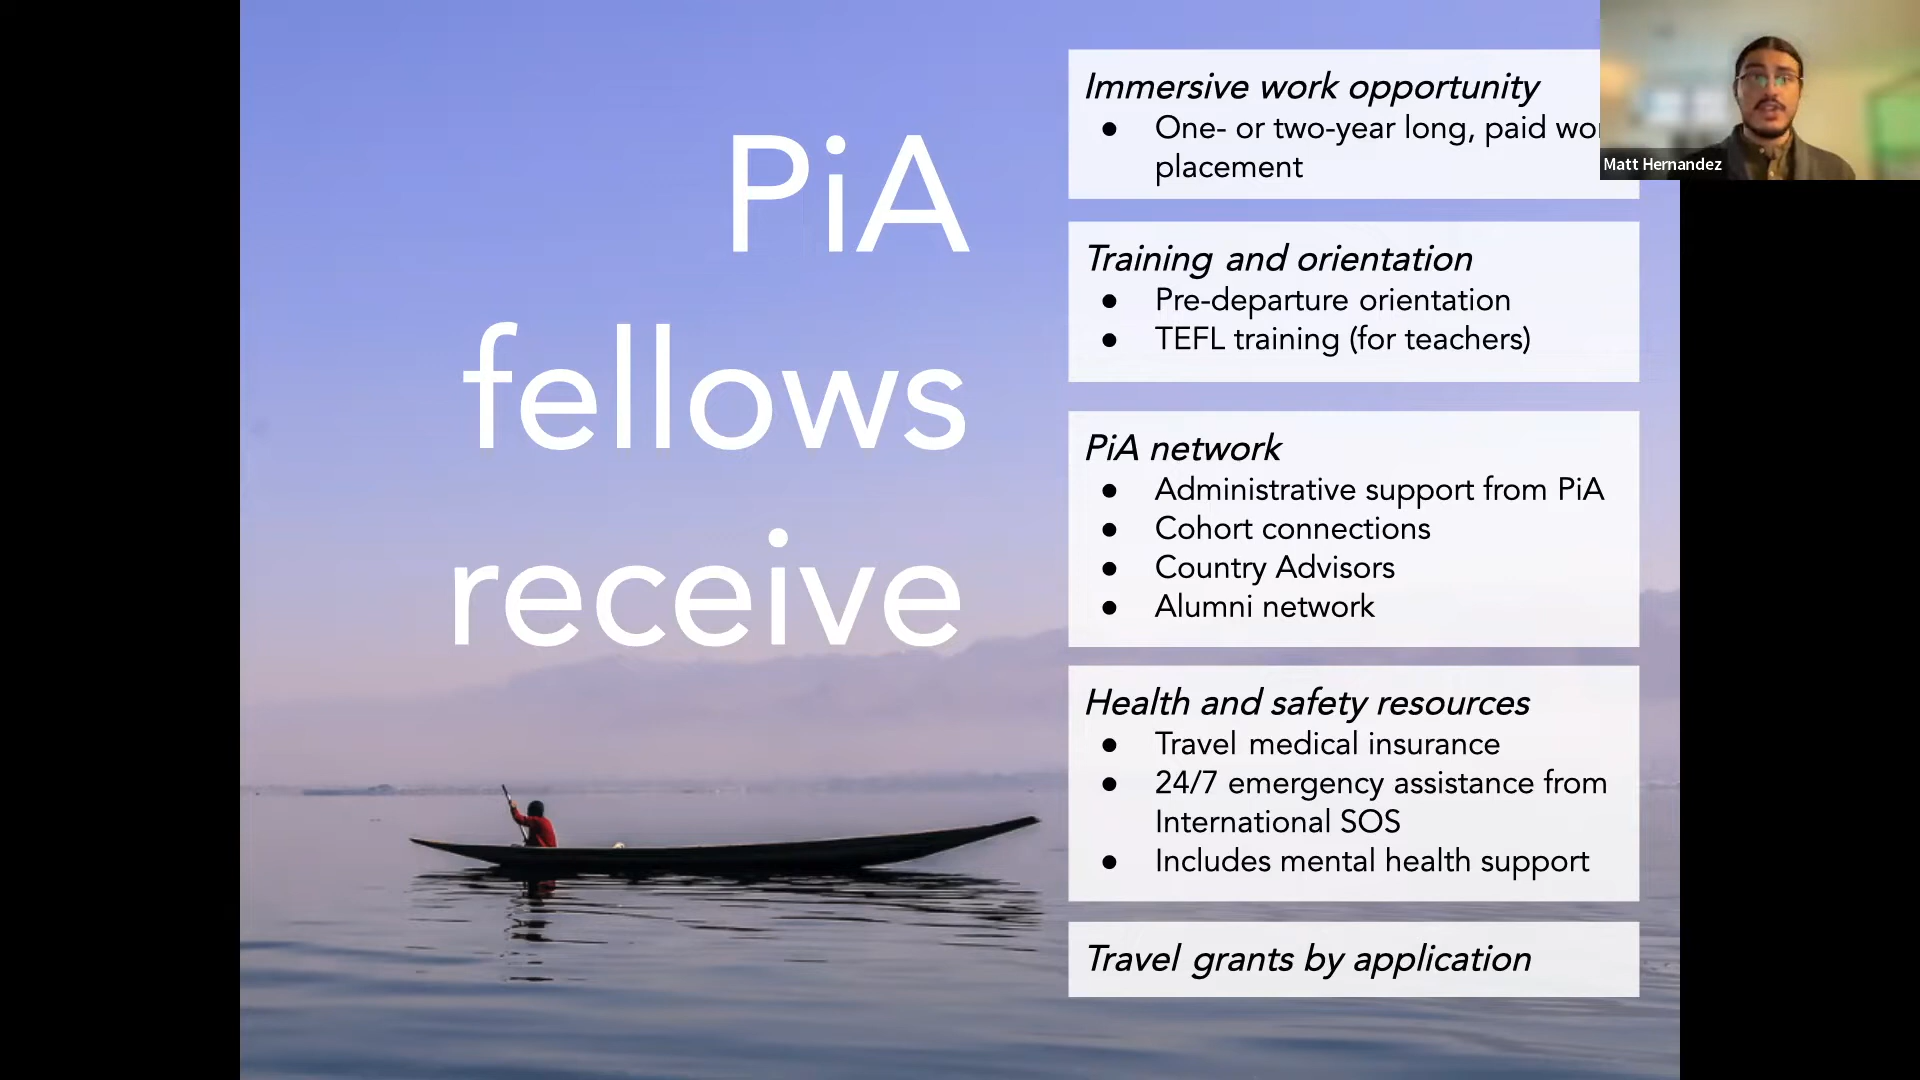 PiA
fellows
receive
Immersive work opportunity
● One- or two-year long, paid
placement
Training and orientation
● Pre-departure orientation
● TEFL training (for teachers)
PiA network
● Administrative support from PiA
● Cohort connections
● Country Advisors
● Alumni network
Health and safety resources
● Travel medical insurance
● 24/7 emergency assistance from
International SOS
● Includes mental health support
Travel grants by application
Matt Hernandez